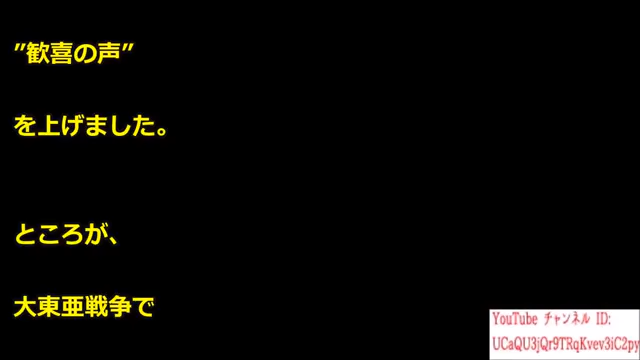 ”歓喜の声”
を上げました。
ところが、
大東亜戦争で
YouTube チャンネル ID:
UCaQU3jQr9TRqKvev3iC2py